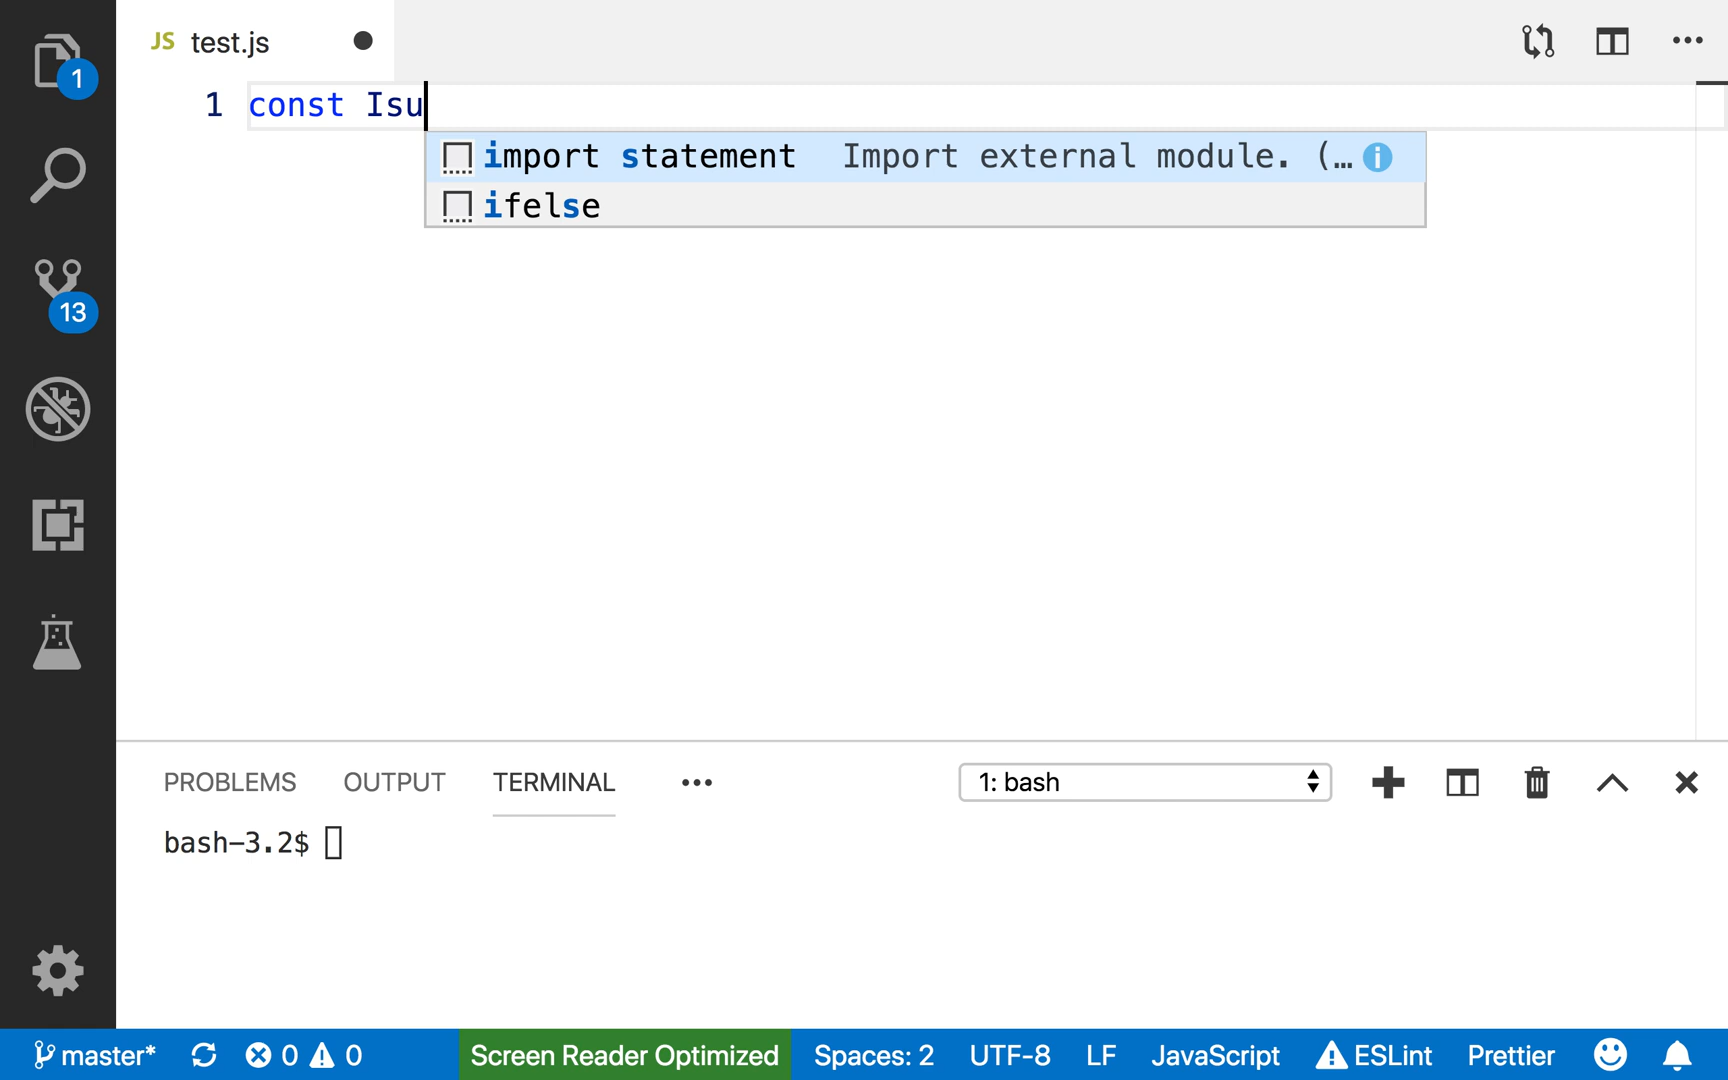 1
13
JS test.js
1 const Isu
import statement Import external module. (…
ifelse
PROBLEMS OUTPUT TERMINAL
1: bash
bash-3.2$
master* 0 0 Screen Reader Optimized Spaces: 2 UTF-8 LF JavaScript ESLint Prettier